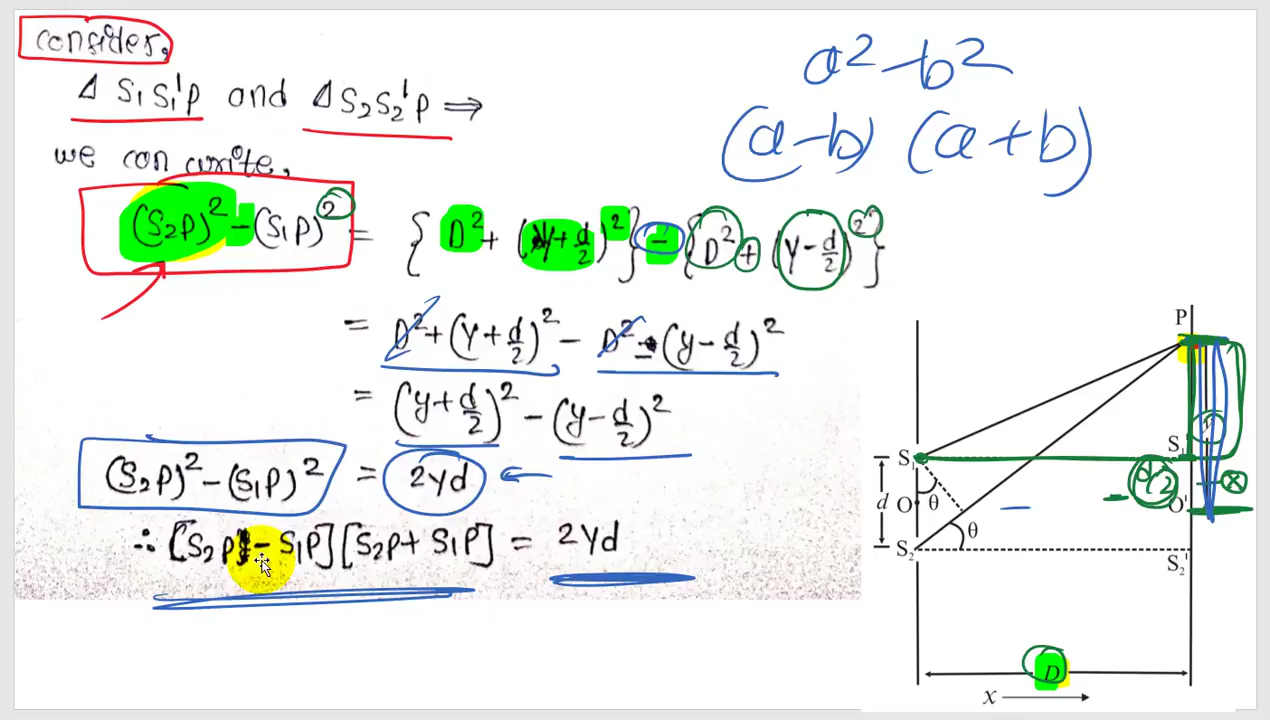 consider,
Δ S₁S₁'P and ΔS₂S₂'P ⇒
we can write,
(S₂P)² - (S₁P)² = {D² + (y + d/2)²} - {D² + (y - d/2)²}
= D² + (y + d/2)² - D² - (y - d/2)²
= (y + d/2)² - (y - d/2)²
(S₂P)² - (S₁P)² = 2yd
∴ [S₂P - S₁P] [S₂P + S₁P] = 2yd
a² - b²
(a - b) (a + b)
P
S₁ S₁'
d/2
d O θ O'
θ
S₂ S₂'
D
x